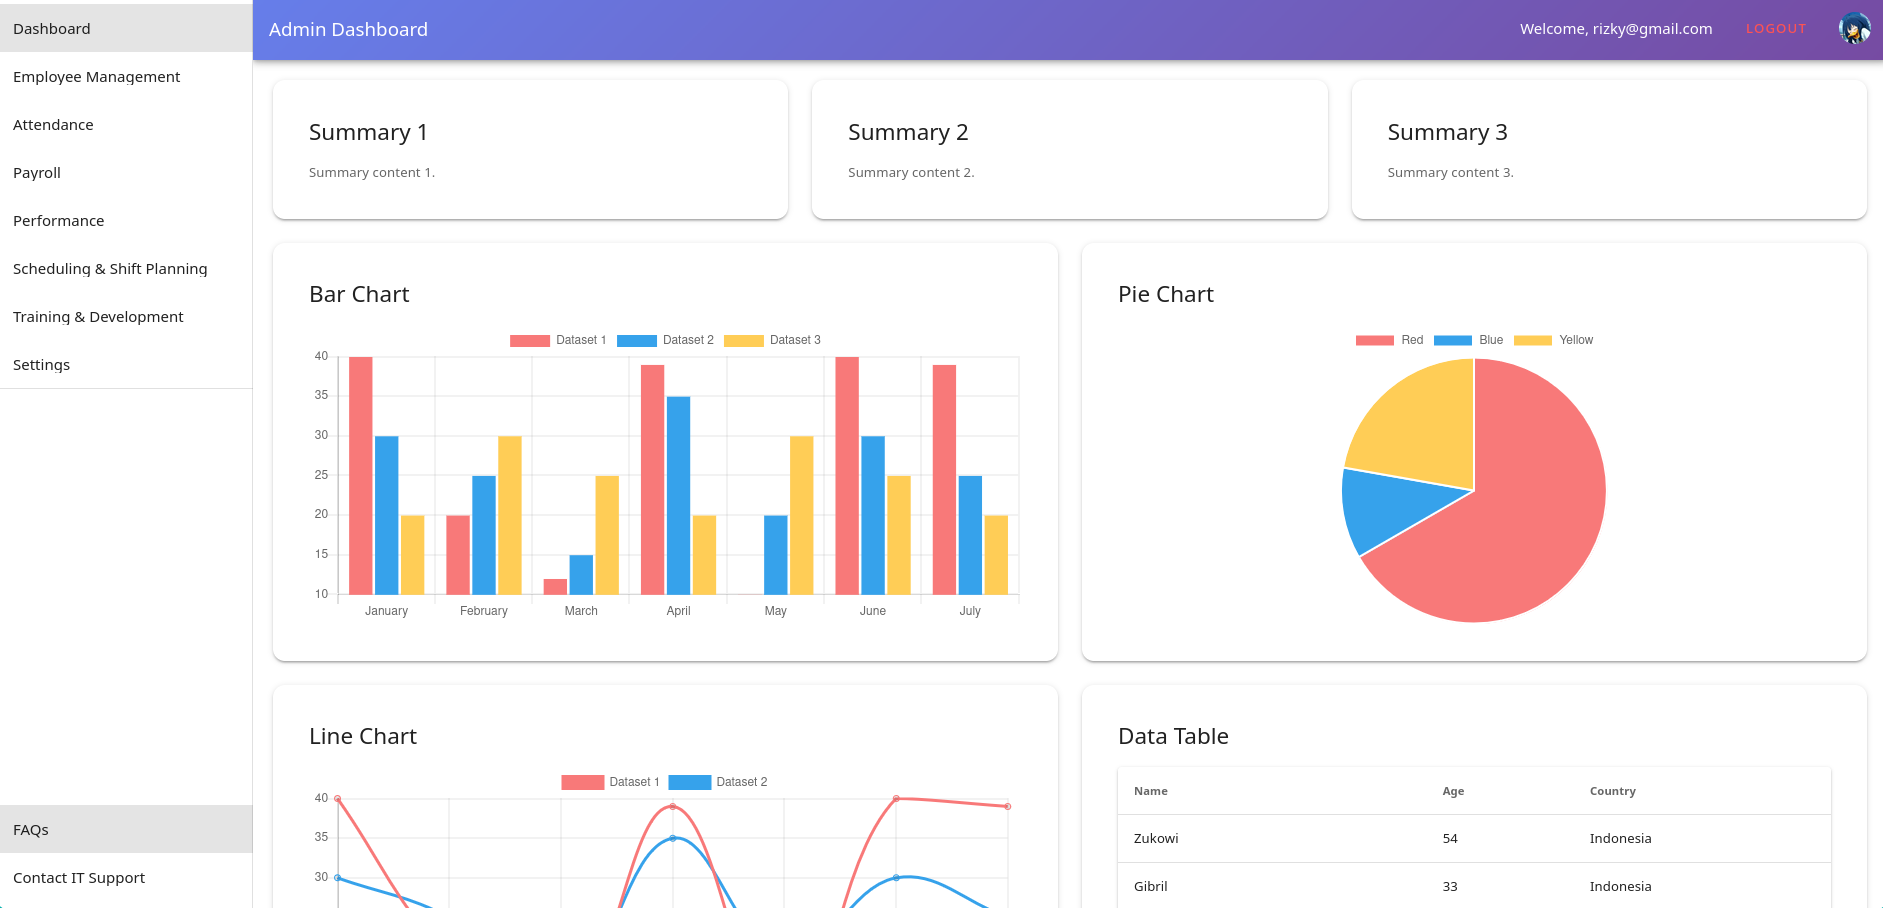 Dashboard
Employee Management
Attendance
Payroll
Performance
Scheduling & Shift Planning
Training & Development
Settings
FAQs
Contact IT Support
Admin Dashboard
Welcome, rizky@gmail.com
LOGOUT
Summary 1
Summary content 1.
Summary 2
Summary content 2.
Summary 3
Summary content 3.
Bar Chart
Dataset 1 Dataset 2 Dataset 3
40
35
30
25
20
15
10
January February March April May June July
Pie Chart
Red Blue Yellow
Line Chart
Dataset 1 Dataset 2
40
35
30
Data Table
Name Age Country
Zukowi 54 Indonesia
Gibril 33 Indonesia